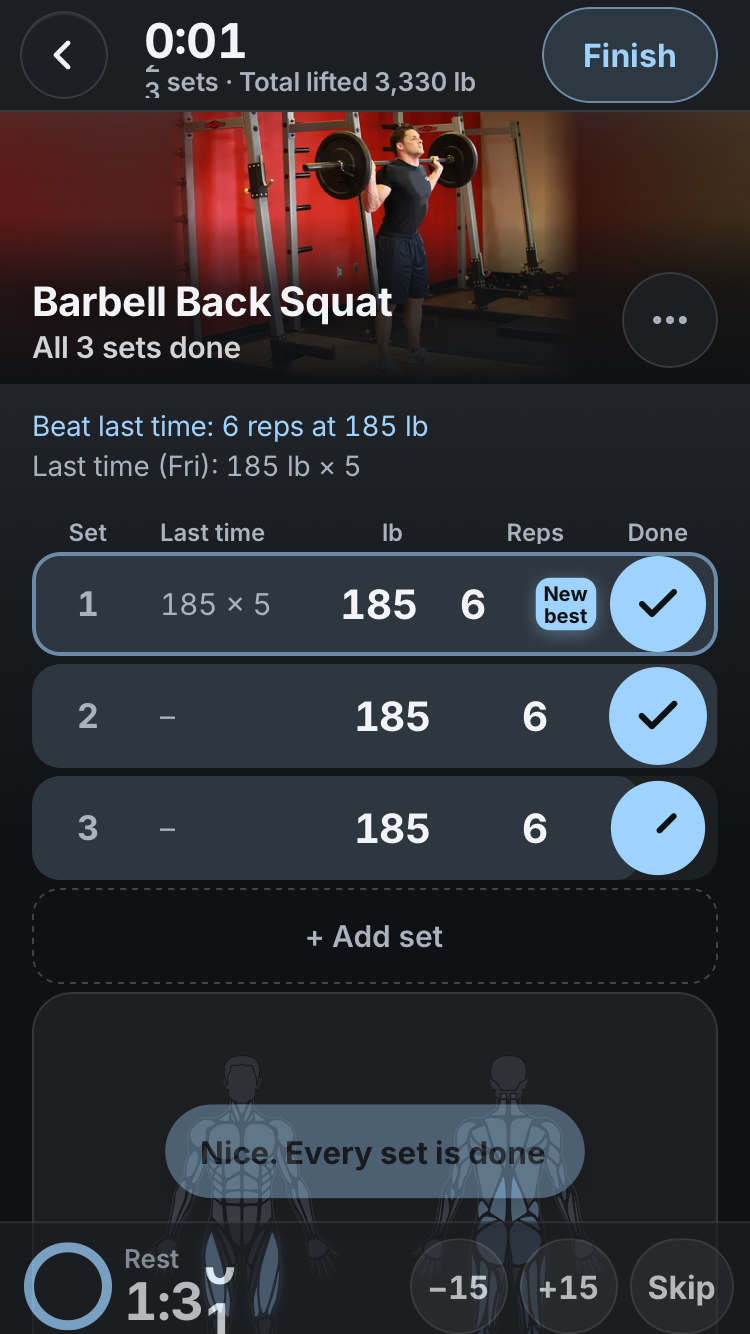 0:01
sets · Total lifted 3,330 lb
Finish
Barbell Back Squat
All 3 sets done
Beat last time: 6 reps at 185 lb
Last time (Fri): 185 lb × 5
Set Last time lb Reps Done
1 185 × 5 185 6 New best
2 – 185 6
3 – 185 6
+ Add set
Nice. Every set is done
Rest
1:3
−15 +15 Skip